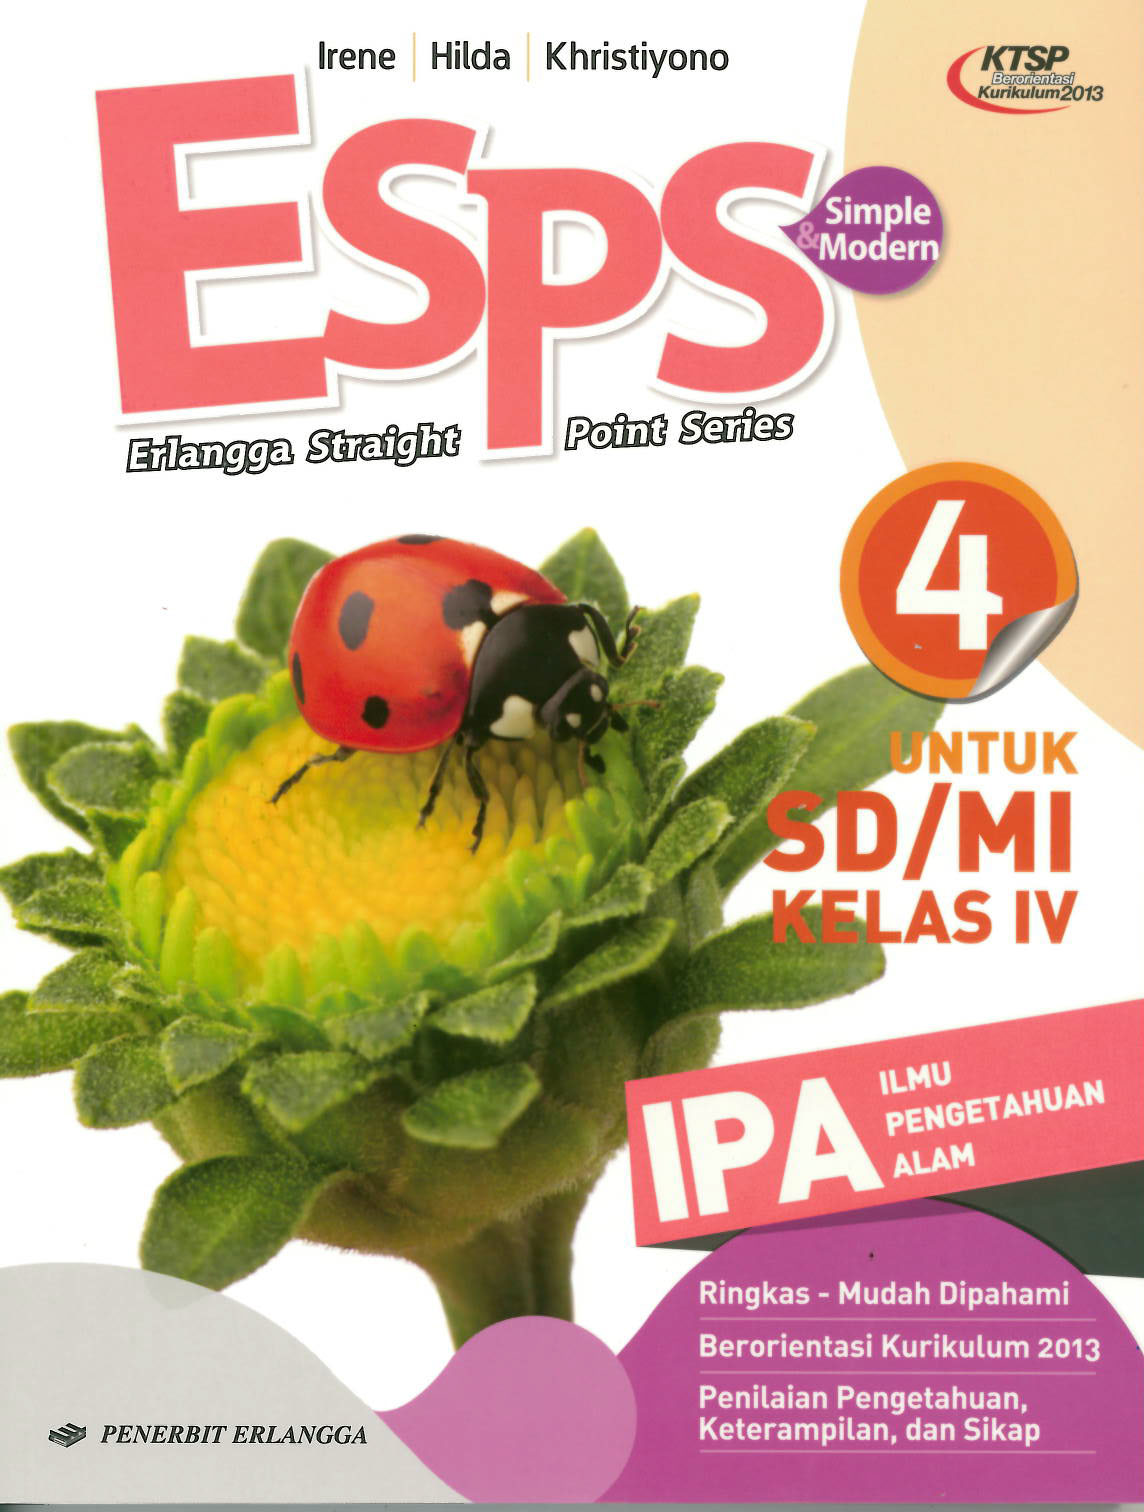 Irene | Hilda | Khristiyono
KTSP
Berorientasi
Kurikulum2013
ESPS
Simple
&Modern
Erlangga Straight Point Series
4
UNTUK
SD/MI
KELAS IV
IPA
ILMU
PENGETAHUAN
ALAM
Ringkas - Mudah Dipahami
Berorientasi Kurikulum 2013
Penilaian Pengetahuan,
Keterampilan, dan Sikap
PENERBIT ERLANGGA